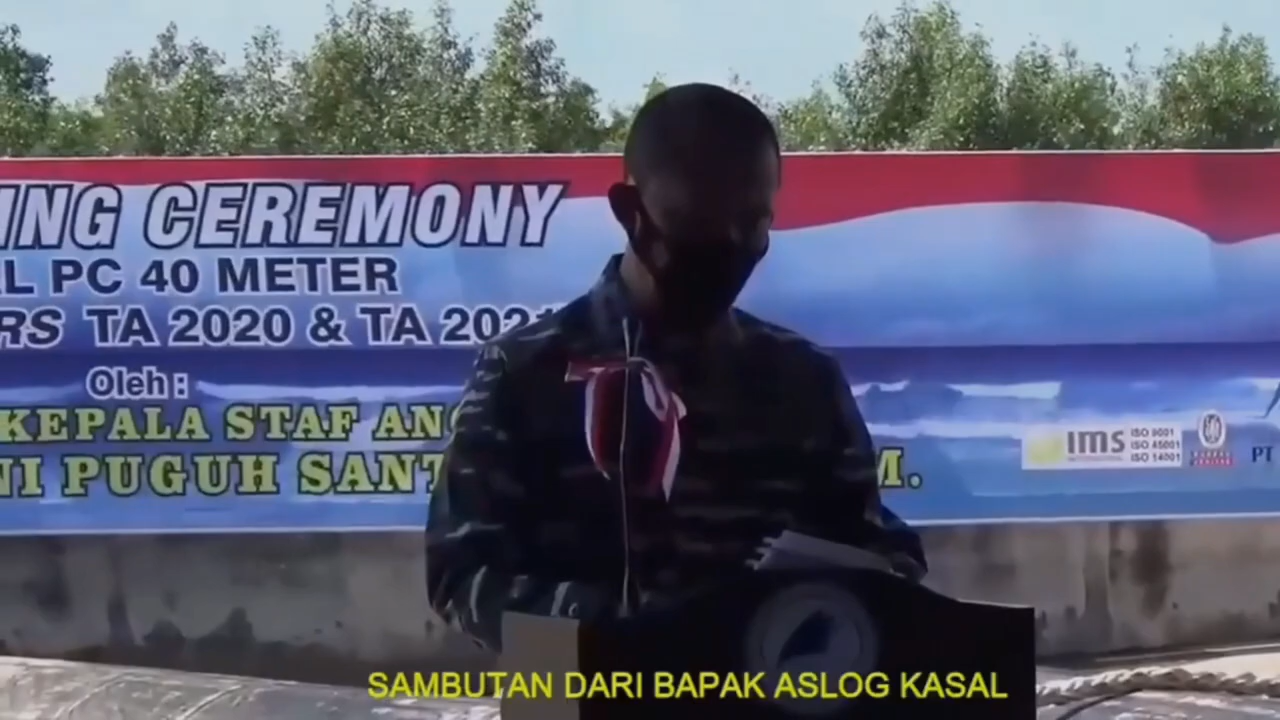 ING CEREMONY
L PC 40 METER
RS TA 2020 & TA 2021
Oleh :
KEPALA STAF ANG
NI PUGUH SANT M.
ims ISO 9001
ISO 45001
ISO 14001
PT
SAMBUTAN DARI BAPAK ASLOG KASAL